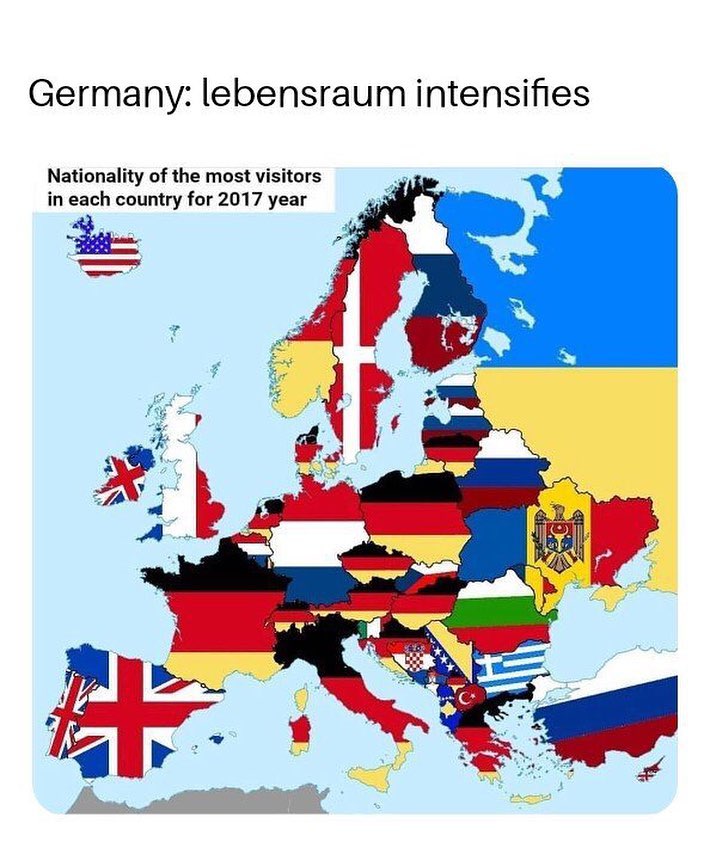 Germany: lebensraum intensifies
Nationality of the most visitors
in each country for 2017 year